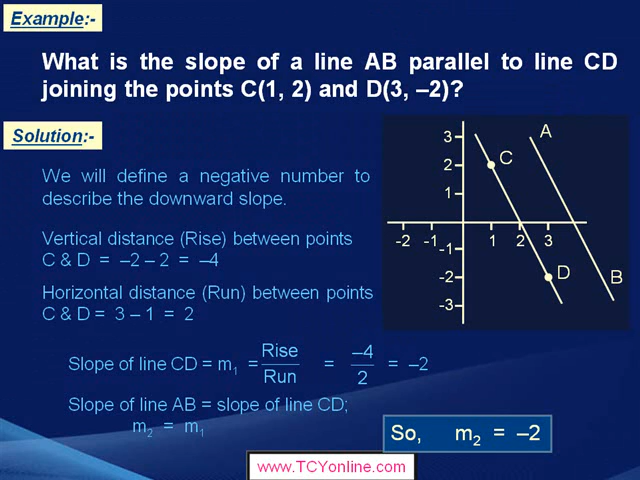 Example:-
What is the slope of a line AB parallel to line CD
joining the points C(1, 2) and D(3, –2)?
Solution:-
We will define a negative number to
describe the downward slope.
Vertical distance (Rise) between points
C & D = –2 – 2 = –4
Horizontal distance (Run) between points
C & D = 3 – 1 = 2
Slope of line CD = m1 = Rise/Run = –4/2 = –2
Slope of line AB = slope of line CD;
m2 = m1
So, m2 = –2
3
2
1
-2 -1 1 2 3
-1
-2
-3
A
C
D
B
www.TCYonline.com